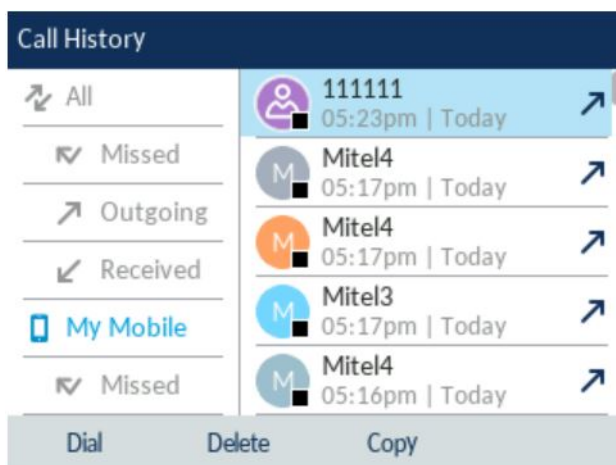 Call History
All
Missed
Outgoing
Received
My Mobile
Missed
111111
05:23pm | Today
M
Mitel4
05:17pm | Today
M
Mitel4
05:17pm | Today
M
Mitel3
05:17pm | Today
M
Mitel4
05:16pm | Today
Dial Delete Copy